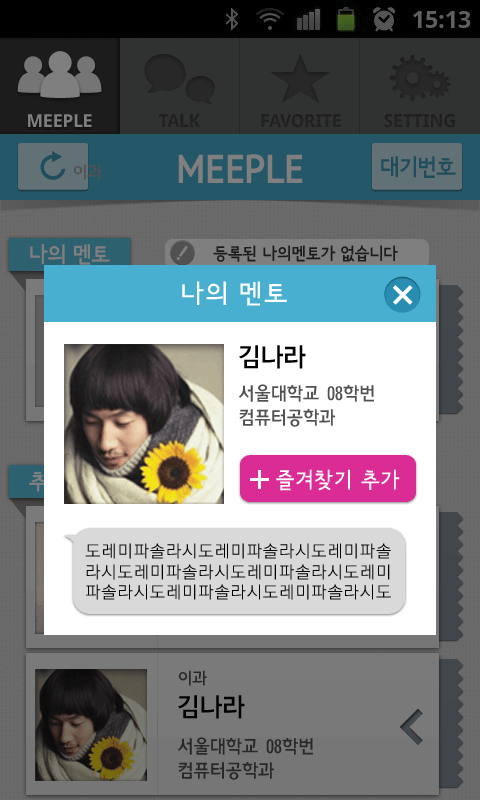 15:13
MEEPLE
TALK
FAVORITE
SETTING
이과
MEEPLE
대기번호
나의 멘토
등록된 나의멘토가 없습니다
나의 멘토
김나라
서울대학교 08학번
컴퓨터공학과
+ 즐겨찾기 추가
도레미파솔라시도레미파솔라시도레미파솔
라시도레미파솔라시도레미파솔라시도레미
파솔라시도레미파솔라시도레미파솔라시도
이과
김나라
서울대학교 08학번
컴퓨터공학과